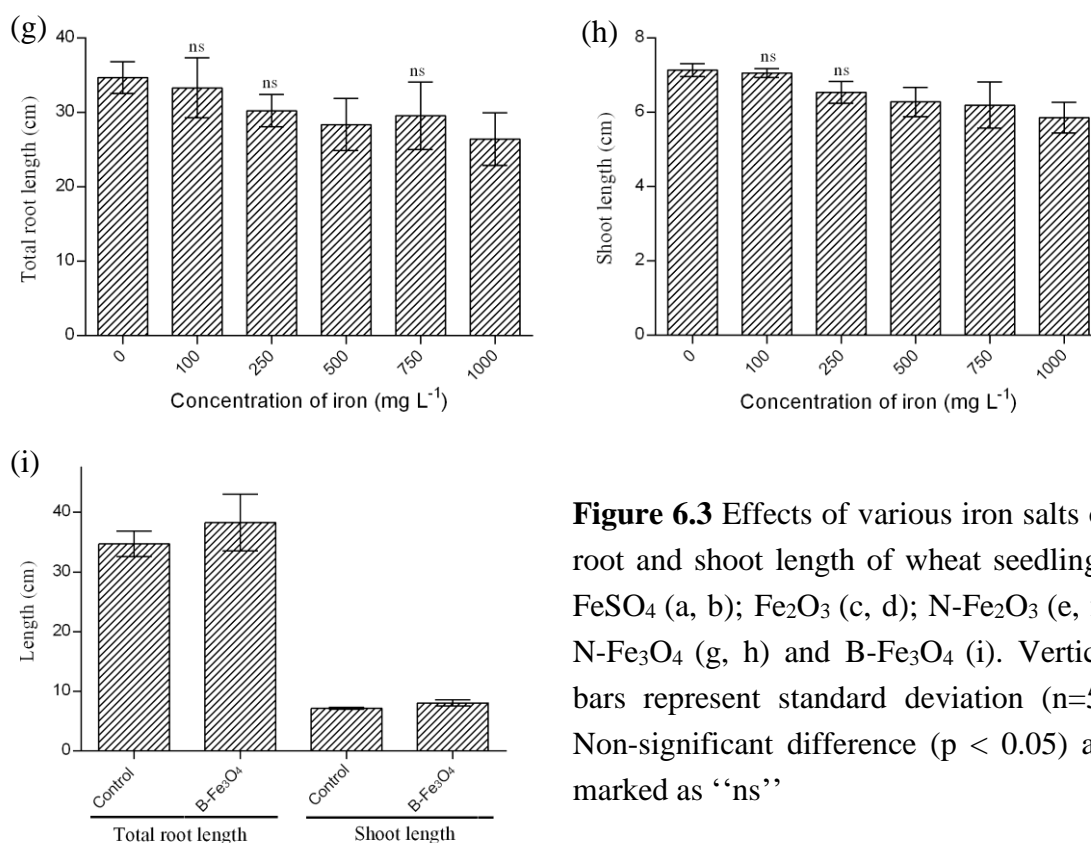 (g)
40
30
20
10
0
Total root length (cm)
ns
ns
ns
0
100
250
500
750
1000
Concentration of iron (mg L⁻¹)
(h)
8
6
4
2
0
Shoot length (cm)
ns
ns
0
100
250
500
750
1000
Concentration of iron (mg L⁻¹)
(i)
40
30
20
10
0
Length (cm)
Control
B-Fe₃O₄
Control
B-Fe₃O₄
Total root length
Shoot length
Figure 6.3 Effects of various iron salts
root and shoot length of wheat seedling
FeSO₄ (a, b); Fe₂O₃ (c, d); N-Fe₂O₃ (e,
N-Fe₃O₄ (g, h) and B-Fe₃O₄ (i).
bars represent standard deviation
Non-significant difference (p < 0.05)
marked as ‘‘ns’’